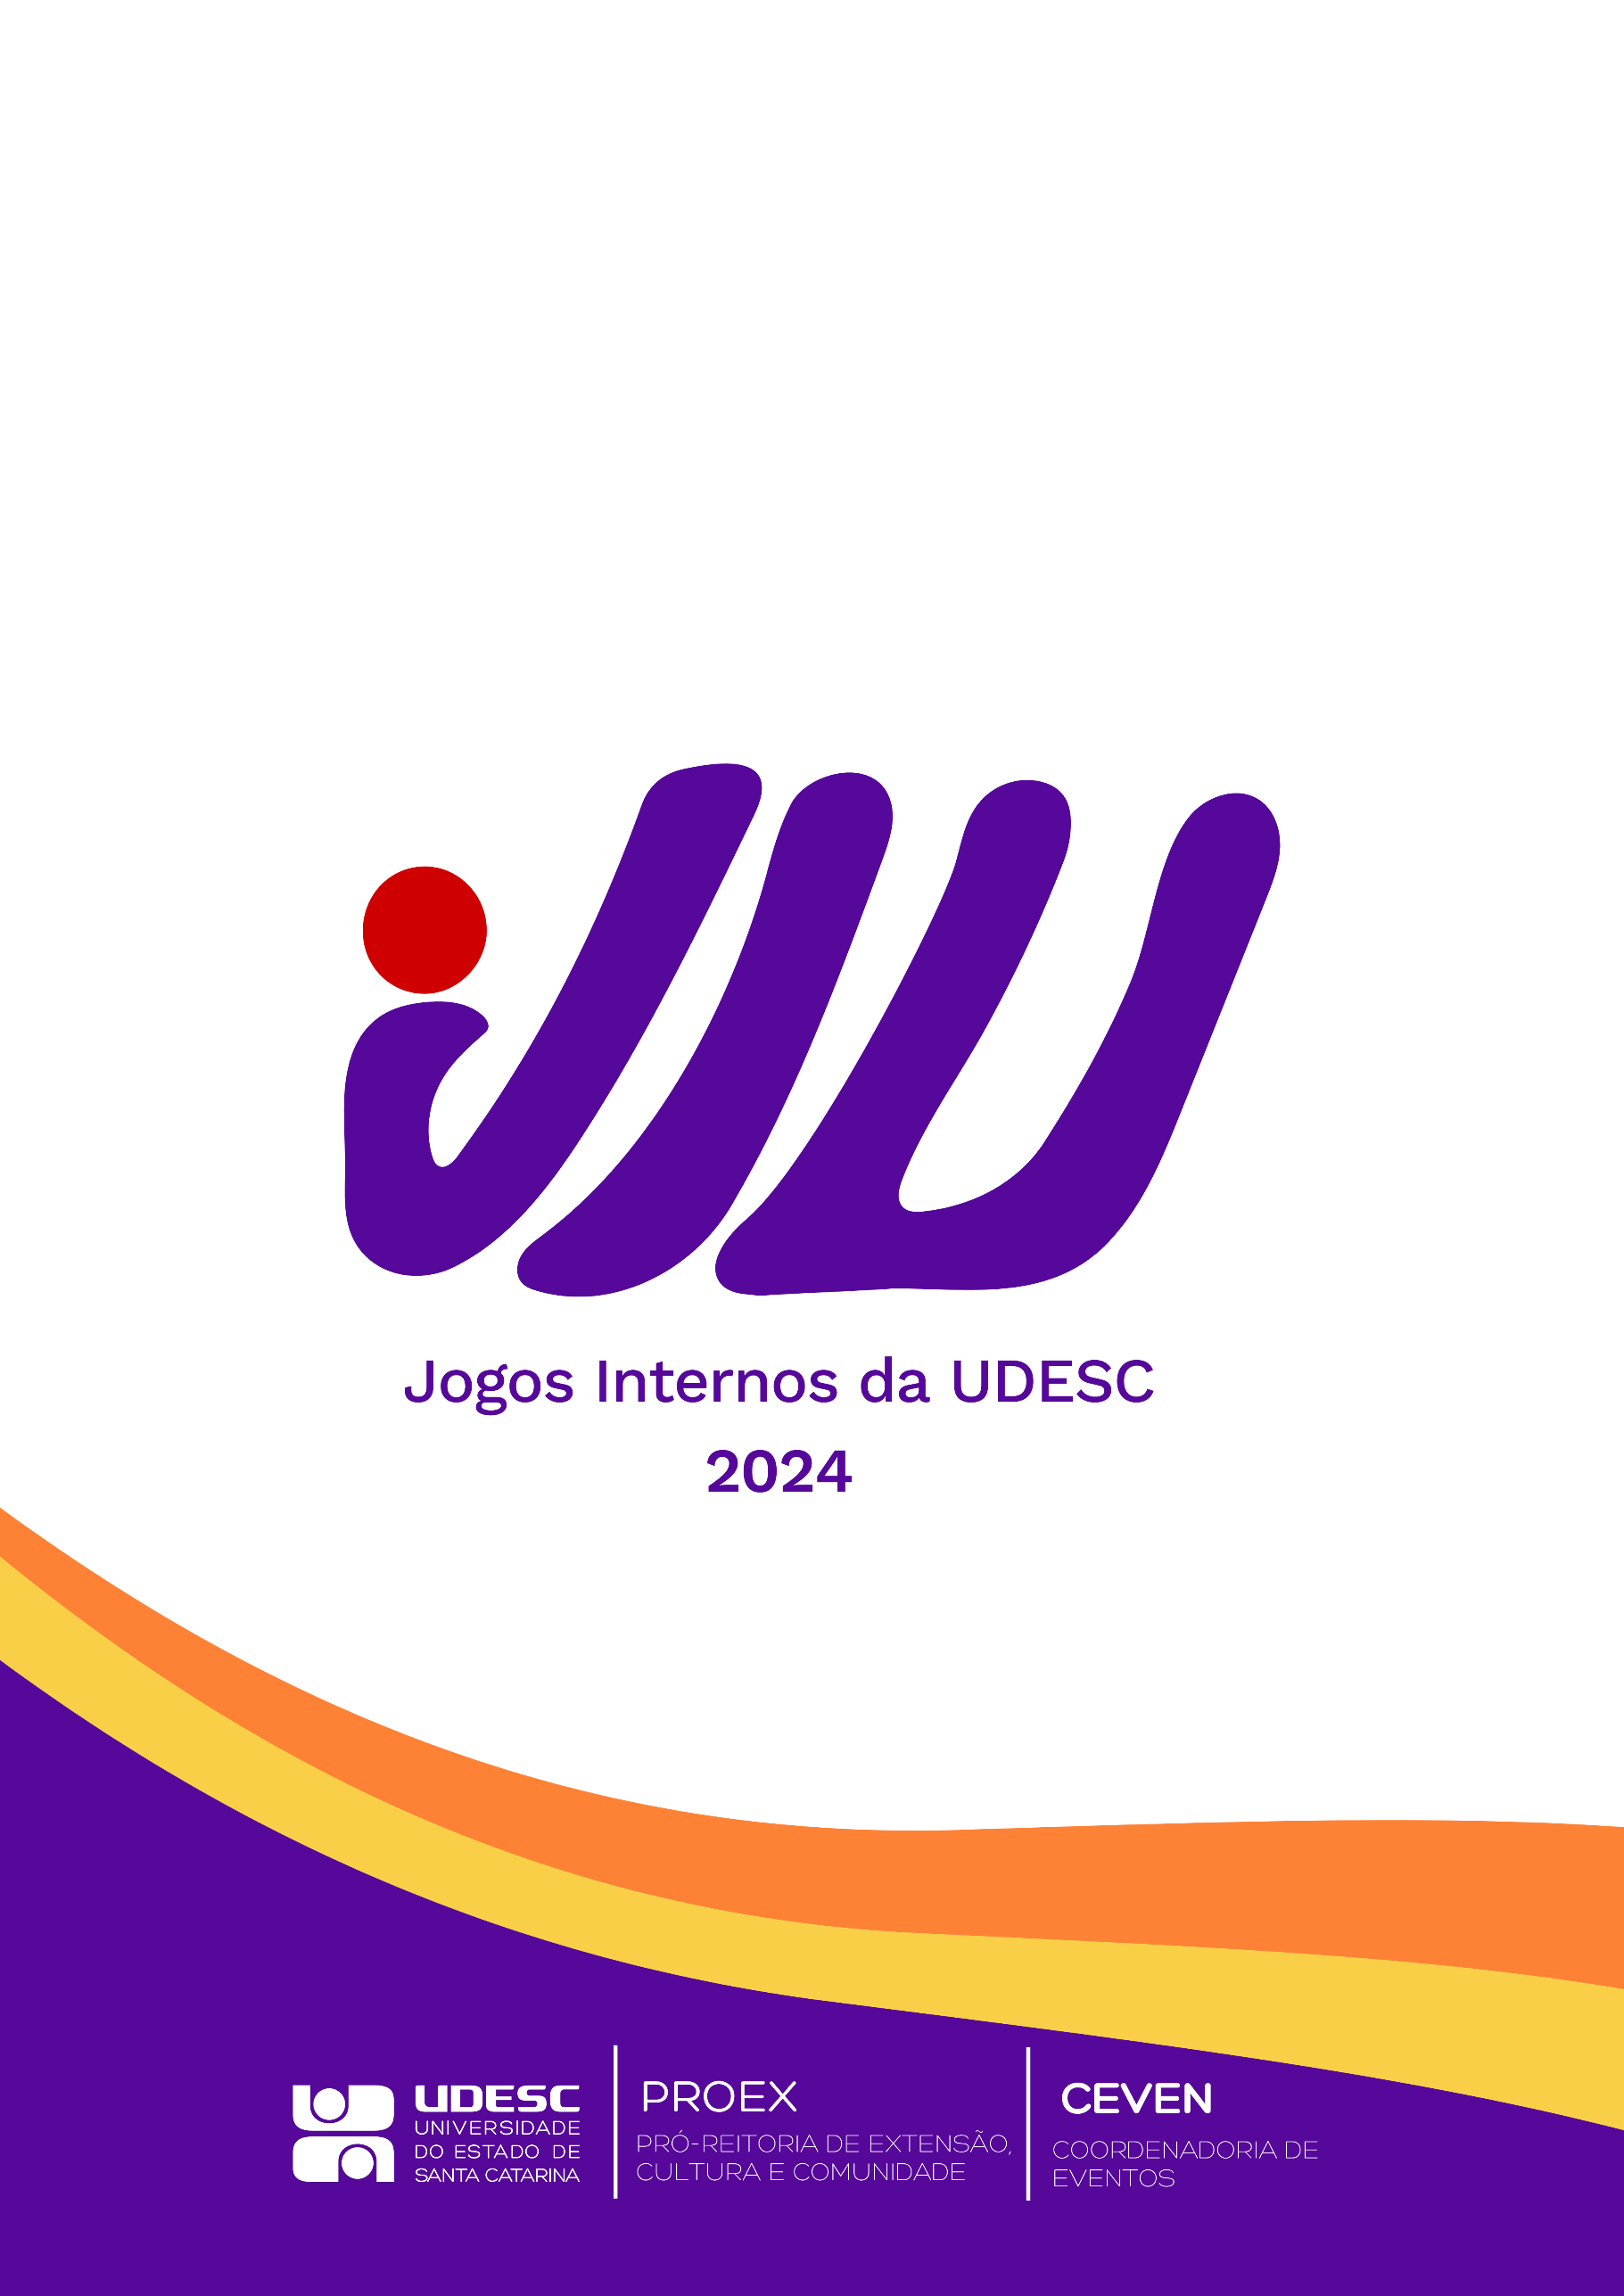 JIU
Jogos Internos da UDESC
2024
UDESC
UNIVERSIDADE
DO ESTADO DE
SANTA CATARINA
PROEX
PRÓ-REITORIA DE EXTENSÃO,
CULTURA E COMUNIDADE
CEVEN
COORDENADORIA DE
EVENTOS